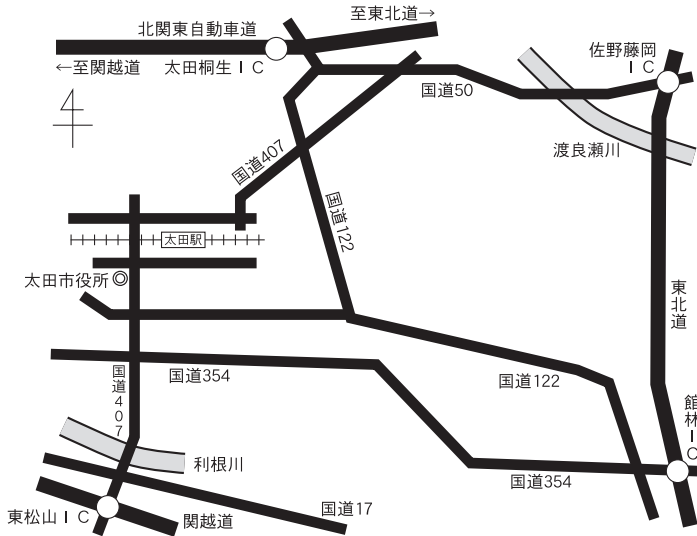 至東北道→
北関東自動車道
←至関越道
太田桐生ＩＣ
佐野藤岡
ＩＣ
国道50
渡良瀬川
国道407
国道122
太田駅
太田市役所◎
東北道
国道354
国道122
国道407
館林ＩＣ
利根川
国道354
国道17
東松山ＩＣ
関越道